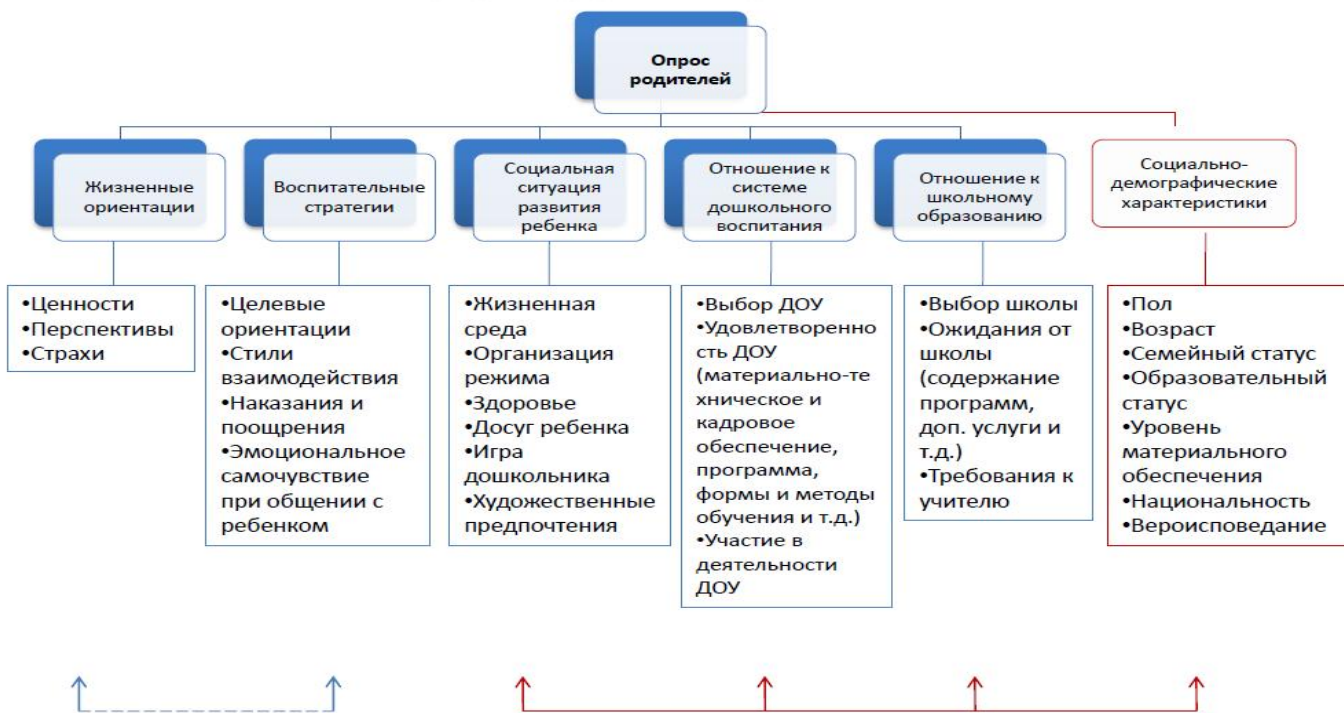 Опрос
родителей
Жизненные
ориентации
Воспитательные
стратегии
Социальная
ситуация
развития
ребенка
Отношение к
системе
дошкольного
воспитания
Отношение к
школьному
образованию
Социально-
демографические
характеристики
•Ценности
•Перспективы
•Страхи
•Целевые
ориентации
•Стили
взаимодействия
•Наказания и
поощрения
•Эмоциональное
самочувствие
при общении с
ребенком
•Жизненная
среда
•Организация
режима
•Здоровье
•Досуг ребенка
•Игра
дошкольника
•Художественные
предпочтения
•Выбор ДОУ
•Удовлетворенно
сть ДОУ
(материально-те
хническое и
кадровое
обеспечение,
программа,
формы и методы
обучения и т.д.)
•Участие в
деятельности
ДОУ
•Выбор школы
•Ожидания от
школы
(содержание
программ,
доп. услуги и
т.д.)
•Требования к
учителю
•Пол
•Возраст
•Семейный статус
•Образовательный
статус
•Уровень
материального
обеспечения
•Национальность
•Вероисповедание